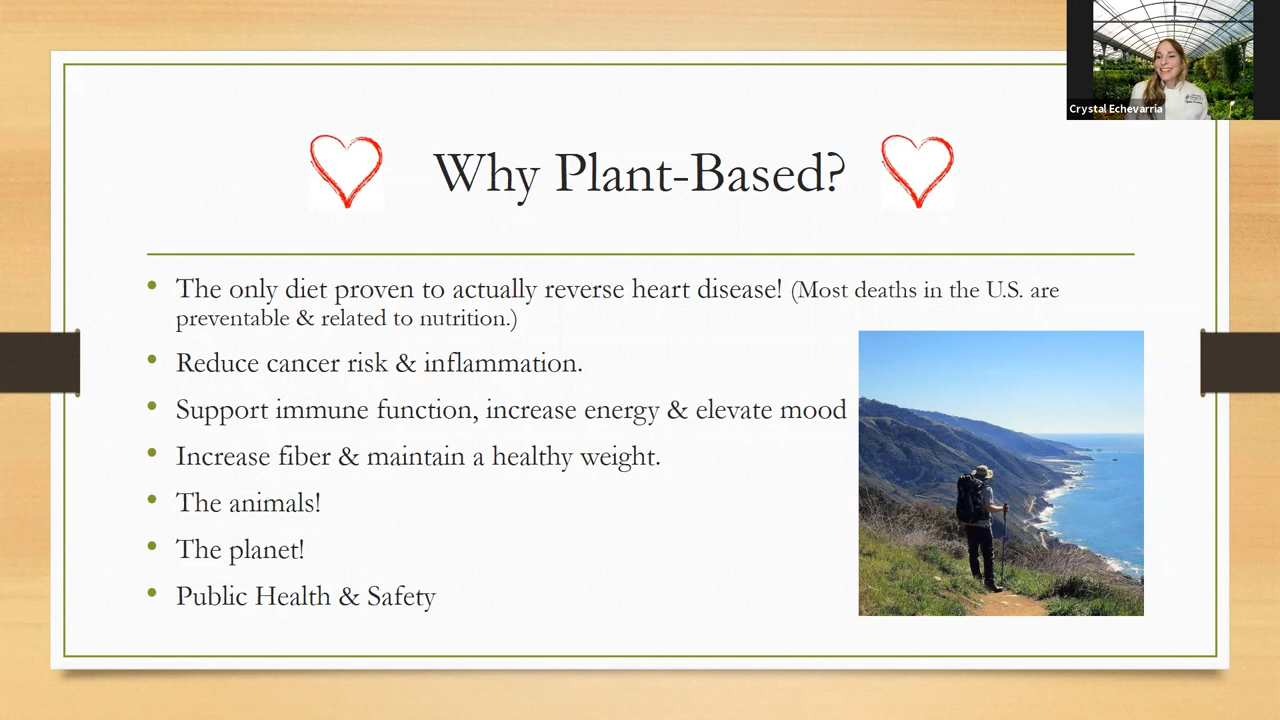 Crystal Echevarria
Why Plant-Based?
• The only diet proven to actually reverse heart disease! (Most deaths in the U.S. are
preventable & related to nutrition.)
• Reduce cancer risk & inflammation.
• Support immune function, increase energy & elevate mood
• Increase fiber & maintain a healthy weight.
• The animals!
• The planet!
• Public Health & Safety